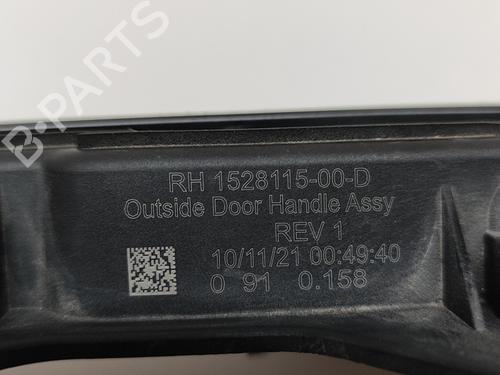 B-PARTS
RH 1528115-00-D
Outside Door Handle Assy
REV 1
10/11/21 00:49:40
0 91 0.158